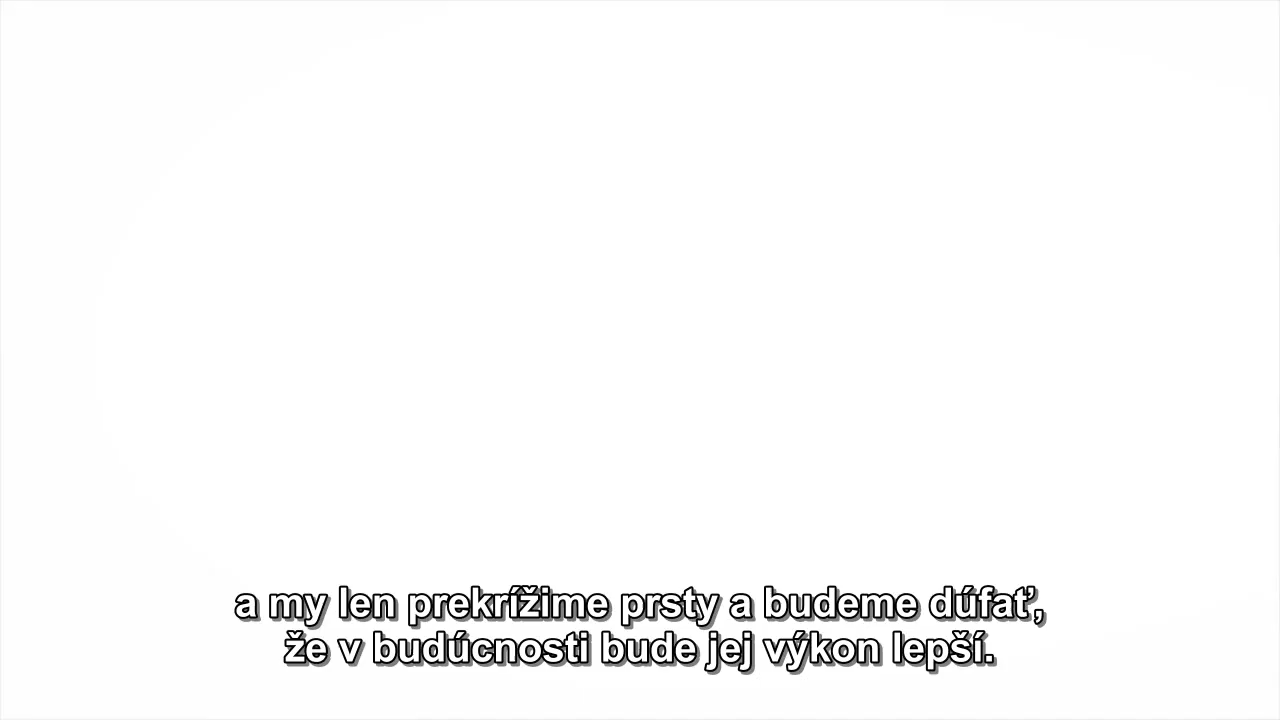 a my len prekrížime prsty a budeme dúfať,
že v budúcnosti bude jej výkon lepší.